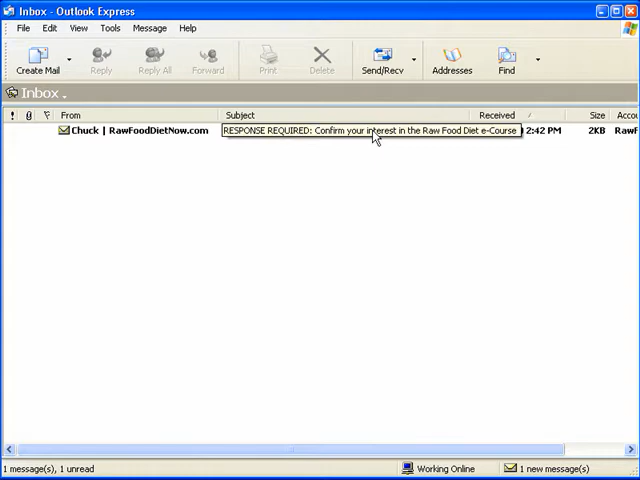 Inbox - Outlook Express
File Edit View Tools Message Help
Create Mail Reply Reply All Forward Print Delete Send/Recv Addresses Find
Inbox
! From Subject Received Size
Chuck | RawFoodDietNow.com RESPONSE REQUIRED: Confirm your interest in the Raw Food Diet e-Course 2:42 PM 2KB
1 message(s), 1 unread Working Online 1 new message(s)